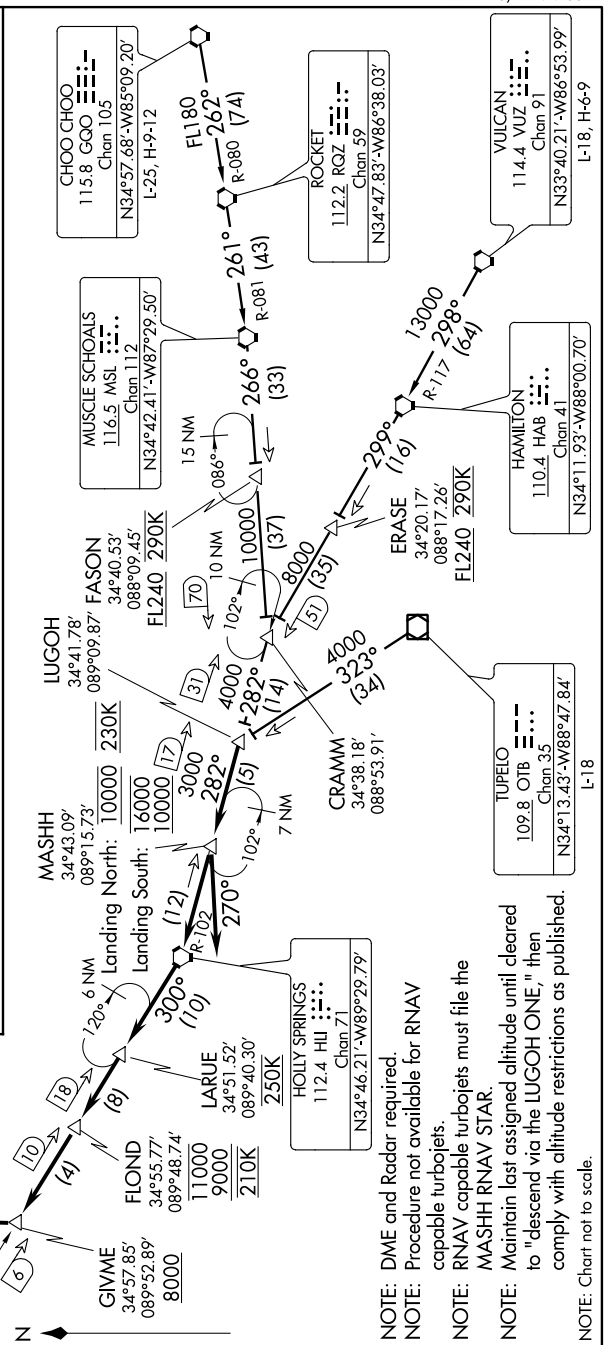 CHOO CHOO
115.8 GQO
Chan 105
N34°57.68'-W85°09.20'
L-25, H-9-12
FL180
262°
(74)
R-080
ROCKET
112.2 RQZ
Chan 59
N34°47.83'-W86°38.03'
261°
(43)
R-081
MUSCLE SCHOALS
116.5 MSL
Chan 112
N34°42.41'-W87°29.50'
266°
(33)
VULCAN
114.4 VUZ
Chan 91
N33°40.21'-W86°53.99'
L-18, H-6-9
13000
298°
(64)
R-117
HAMILTON
110.4 HAB
Chan 41
N34°11.93'-W88°00.70'
299°
(16)
15 NM
086°
FASON
34°40.53'
088°09.45'
FL240 290K
10000
(37)
ERASE
34°20.17'
088°17.26'
FL240 290K
8000
(35)
10 NM
102°
70
51
CRAMM
34°38.18'
088°53.91'
31
4000
282°
(14)
TUPELO
109.8 OTB
Chan 35
N34°13.43'-W88°47.84'
L-18
4000
323°
(34)
LUGOH
34°41.78'
089°09.87'
10000 230K
17
3000
282°
(5)
MASHH
34°43.09'
089°15.73'
Landing North: 10000 230K
Landing South: 16000
10000
7 NM
102°
(12)
R-102
270°
HOLLY SPRINGS
112.4 HLI
Chan 71
N34°46.21'-W89°29.79'
300°
(10)
6 NM
120°
LARUE
34°51.52'
089°40.30'
250K
18
(8)
FLOND
34°55.77'
089°48.74'
11000
9000
210K
10
(4)
GIVME
34°57.85'
089°52.89'
8000
6
N
NOTE: DME and Radar required.
NOTE: Procedure not available for RNAV
capable turbojets.
NOTE: RNAV capable turbojets must file the
MASHH RNAV STAR.
NOTE: Maintain last assigned altitude until cleared
to "descend via the LUGOH ONE," then
comply with altitude restrictions as published.
NOTE: Chart not to scale.